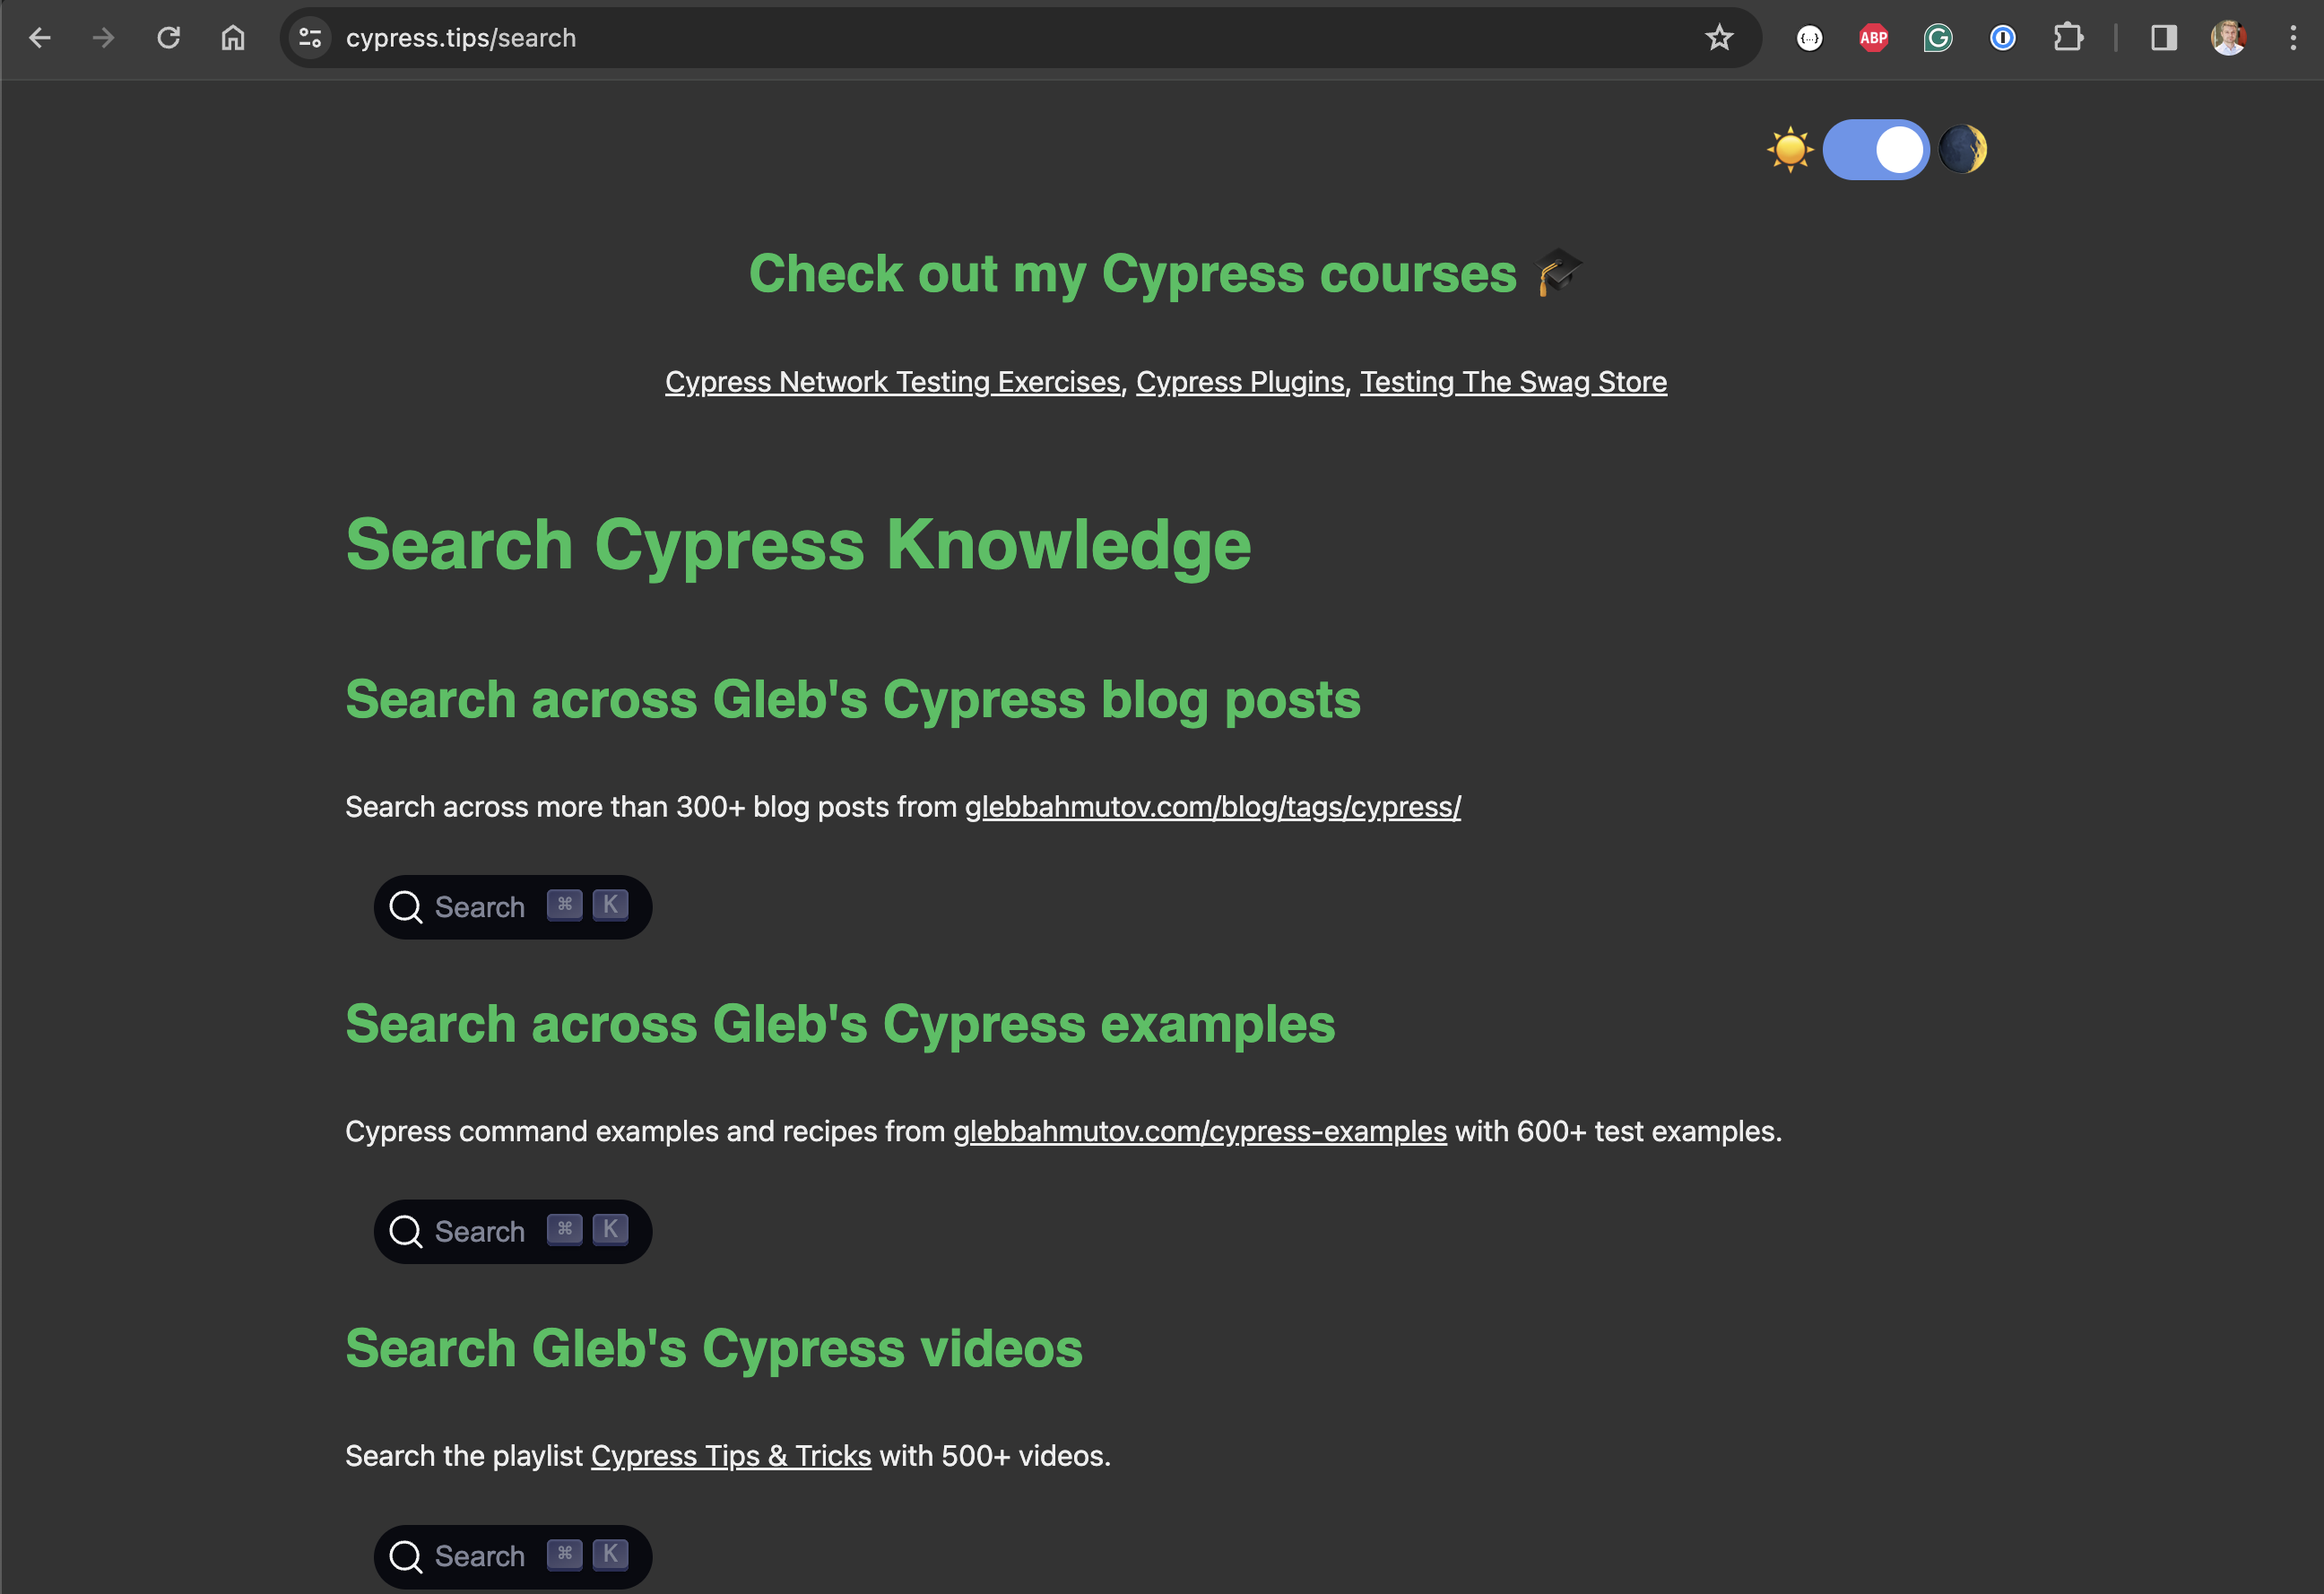 cypress.tips/search
ABP
Check out my Cypress courses 🎓
Cypress Network Testing Exercises, Cypress Plugins, Testing The Swag Store
Search Cypress Knowledge
Search across Gleb's Cypress blog posts
Search across more than 300+ blog posts from glebbahmutov.com/blog/tags/cypress/
Search ⌘ K
Search across Gleb's Cypress examples
Cypress command examples and recipes from glebbahmutov.com/cypress-examples with 600+ test examples.
Search ⌘ K
Search Gleb's Cypress videos
Search the playlist Cypress Tips & Tricks with 500+ videos.
Search ⌘ K